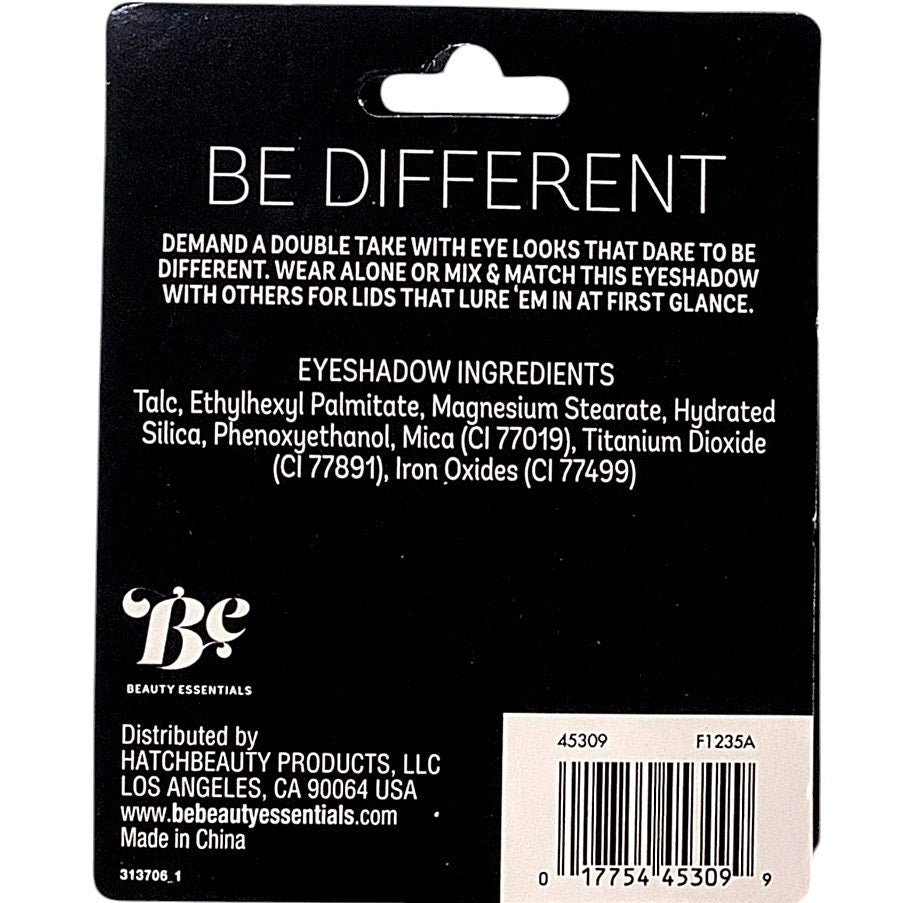 BE DIFFERENT
DEMAND A DOUBLE TAKE WITH EYE LOOKS THAT DARE TO BE
DIFFERENT. WEAR ALONE OR MIX & MATCH THIS EYESHADOW
WITH OTHERS FOR LIDS THAT LURE 'EM IN AT FIRST GLANCE.
EYESHADOW INGREDIENTS
Talc, Ethylhexyl Palmitate, Magnesium Stearate, Hydrated
Silica, Phenoxyethanol, Mica (CI 77019), Titanium Dioxide
(CI 77891), Iron Oxides (CI 77499)
Be
BEAUTY ESSENTIALS
Distributed by
HATCHBEAUTY PRODUCTS, LLC
LOS ANGELES, CA 90064 USA
www.bebeautyessentials.com
Made in China
313706_1
45309 F1235A
0 17754 45309 9